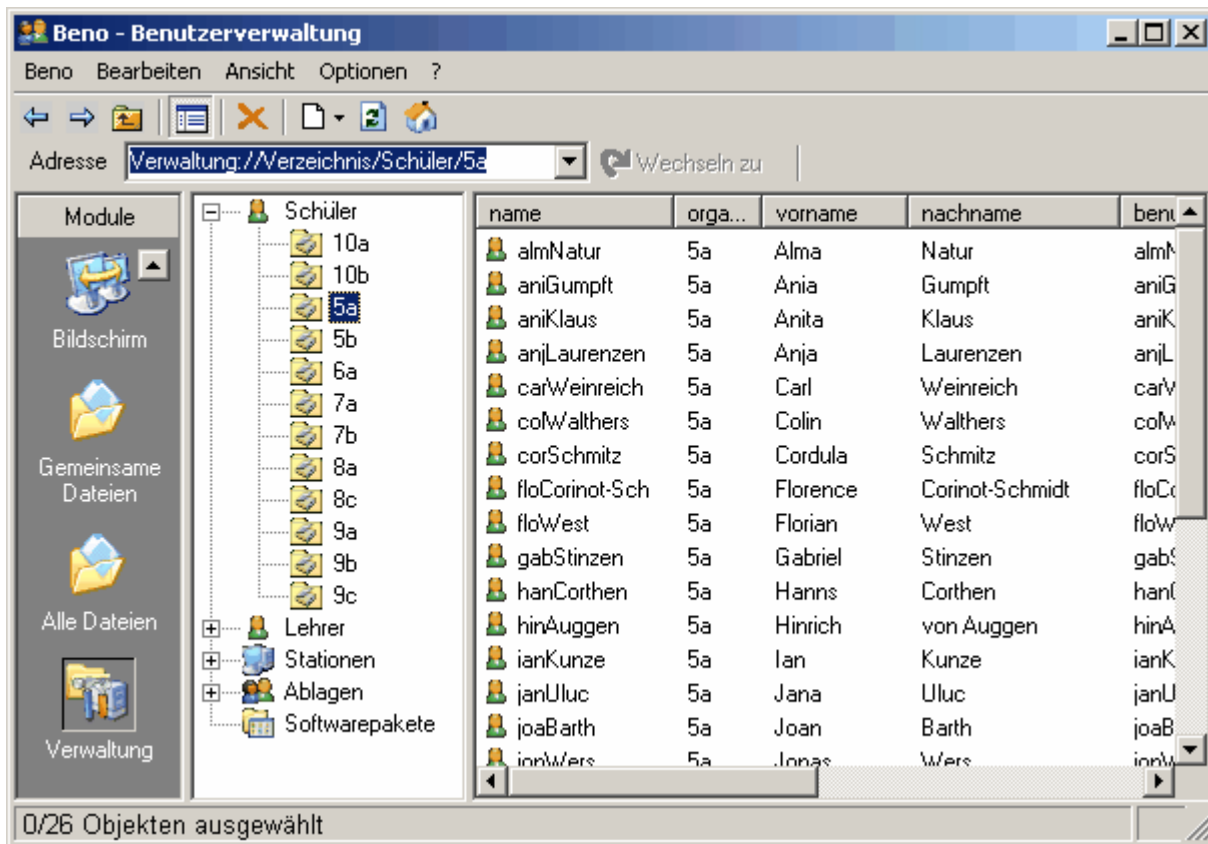 Beno - Benutzerverwaltung
Beno Bearbeiten Ansicht Optionen ?
Adresse Verwaltung://Verzeichnis/Schüler/5a Wechseln zu
Module
Bildschirm
Gemeinsame
Dateien
Alle Dateien
Verwaltung
Schüler
10a
10b
5a
5b
6a
7a
7b
8a
8c
9a
9b
9c
Lehrer
Stationen
Ablagen
Softwarepakete
name orga... vorname nachname
almNatur 5a Alma Natur
aniGumpft 5a Ania Gumpft
aniKlaus 5a Anita Klaus
anjLaurenzen 5a Anja Laurenzen
carWeinreich 5a Carl Weinreich
colWalthers 5a Colin Walthers
corSchmitz 5a Cordula Schmitz
floCorinot-Sch 5a Florence Corinot-Schmidt
floWest 5a Florian West
gabStinzen 5a Gabriel Stinzen
hanCorthen 5a Hanns Corthen
hinAuggen 5a Hinrich von Auggen
ianKunze 5a Ian Kunze
janUluc 5a Jana Uluc
joaBarth 5a Joan Barth
jonWers 5a Jonas Wers
0/26 Objekten ausgewählt